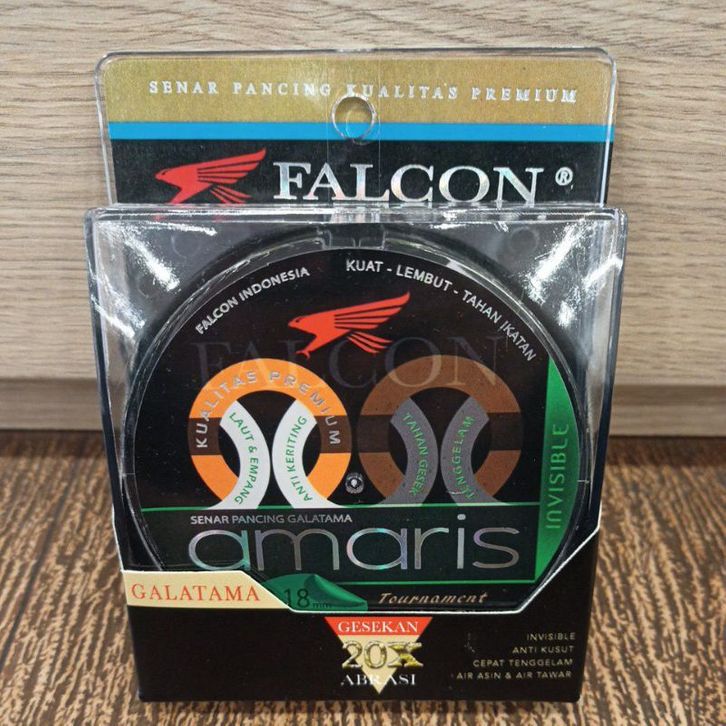 SENAR PANCING KUALITAS PREMIUM
FALCON®
FALCON INDONESIA
KUAT - LEMBUT - TAHAN IKATAN
FALCON
KUALITAS PREMIUM
LAUT & EMPANG
ANTI KERITING
TAHAN GESEK
TENGGELAM
INVISIBLE
SENAR PANCING GALATAMA
amaris
GALATAMA
18mm
Tournament
GESEKAN
20X
ABRASI
INVISIBLE
ANTI KUSUT
CEPAT TENGGELAM
AIR ASIN & AIR TAWAR